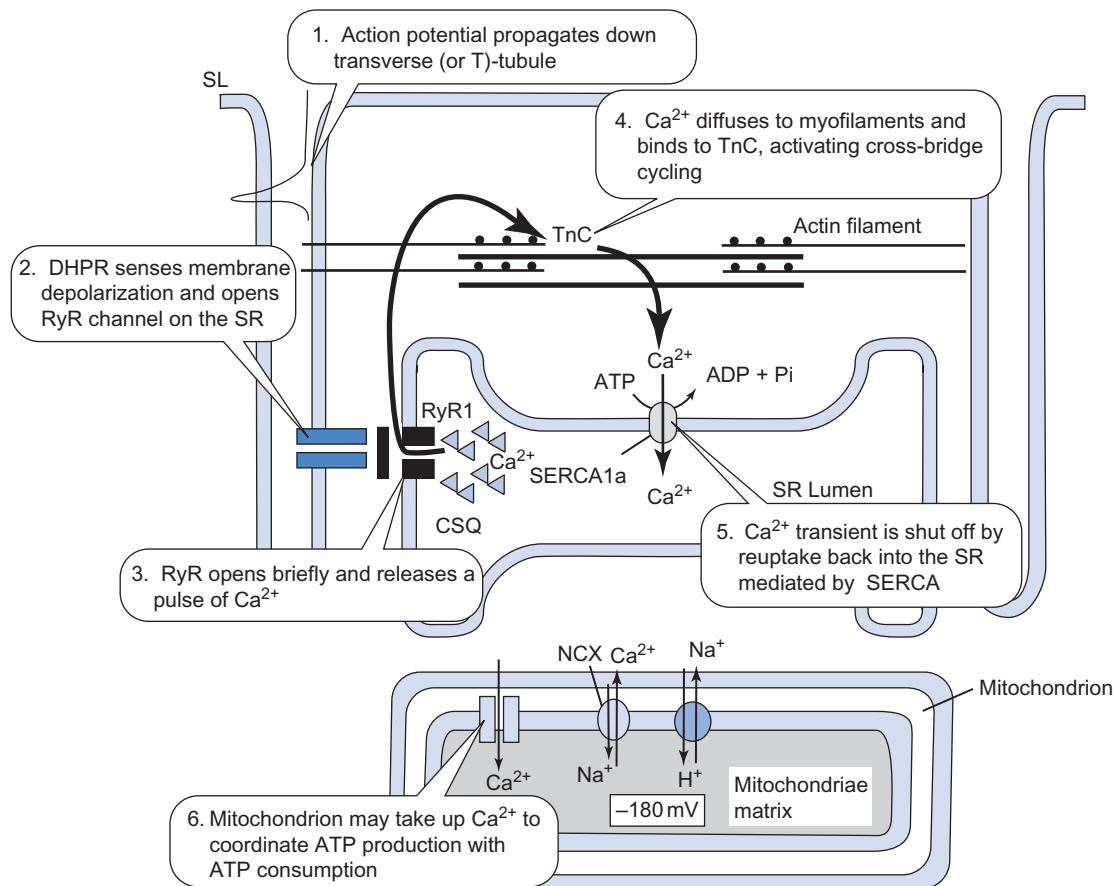 1. Action potential propagates down
transverse (or T)-tubule
SL
4. Ca²⁺ diffuses to myofilaments and
binds to TnC, activating cross-bridge
cycling
TnC
Actin filament
2. DHPR senses membrane
depolarization and opens
RyR channel on the SR
Ca²⁺
ATP
ADP + Pi
RyR1
Ca²⁺
SERCA1a
Ca²⁺
SR Lumen
CSQ
5. Ca²⁺ transient is shut off by
reuptake back into the SR
mediated by SERCA
3. RyR opens briefly and releases a
pulse of Ca²⁺
NCX
Ca²⁺
Na⁺
Mitochondrion
Ca²⁺
Na⁺
H⁺
Mitochondriae
matrix
–180 mV
6. Mitochondrion may take up Ca²⁺ to
coordinate ATP production with
ATP consumption